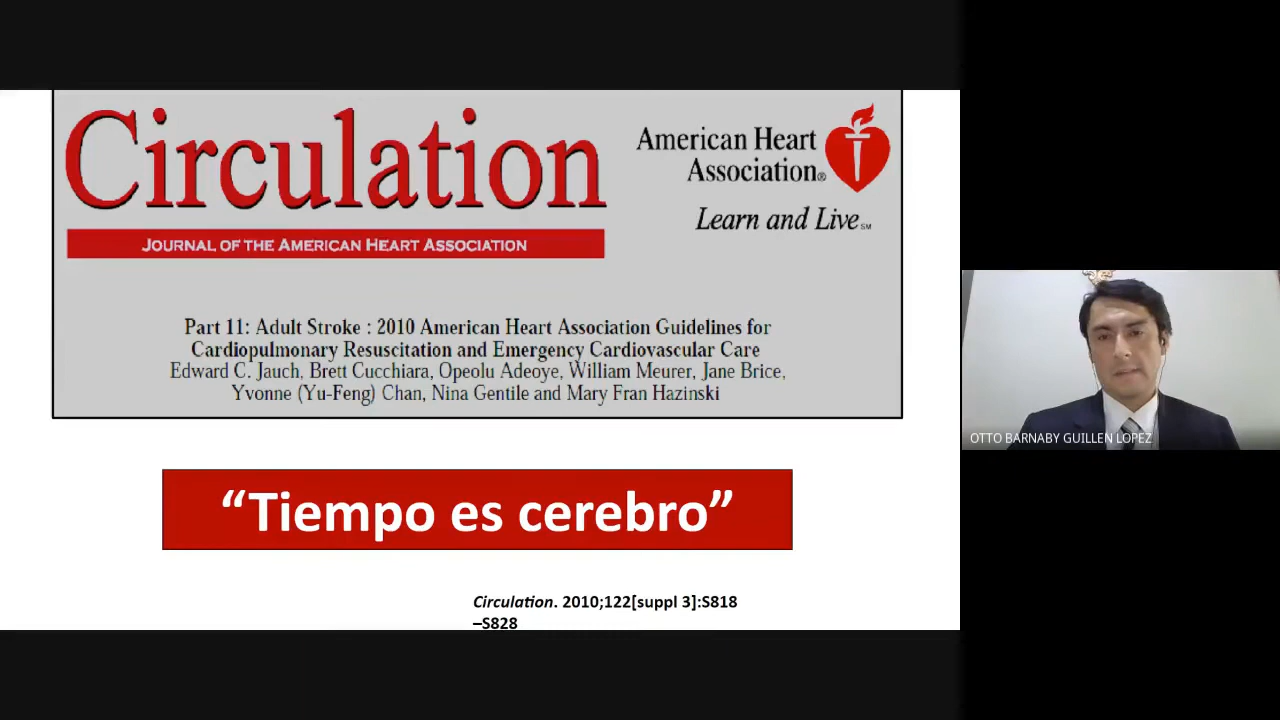 Circulation
American Heart
Association®
Learn and Live SM
JOURNAL OF THE AMERICAN HEART ASSOCIATION
Part 11: Adult Stroke : 2010 American Heart Association Guidelines for
Cardiopulmonary Resuscitation and Emergency Cardiovascular Care
Edward C. Jauch, Brett Cucchiara, Opeolu Adeoye, William Meurer, Jane Brice,
Yvonne (Yu-Feng) Chan, Nina Gentile and Mary Fran Hazinski
“Tiempo es cerebro”
Circulation. 2010;122[suppl 3]:S818
–S828
OTTO BARNABY GUILLEN LOPEZ